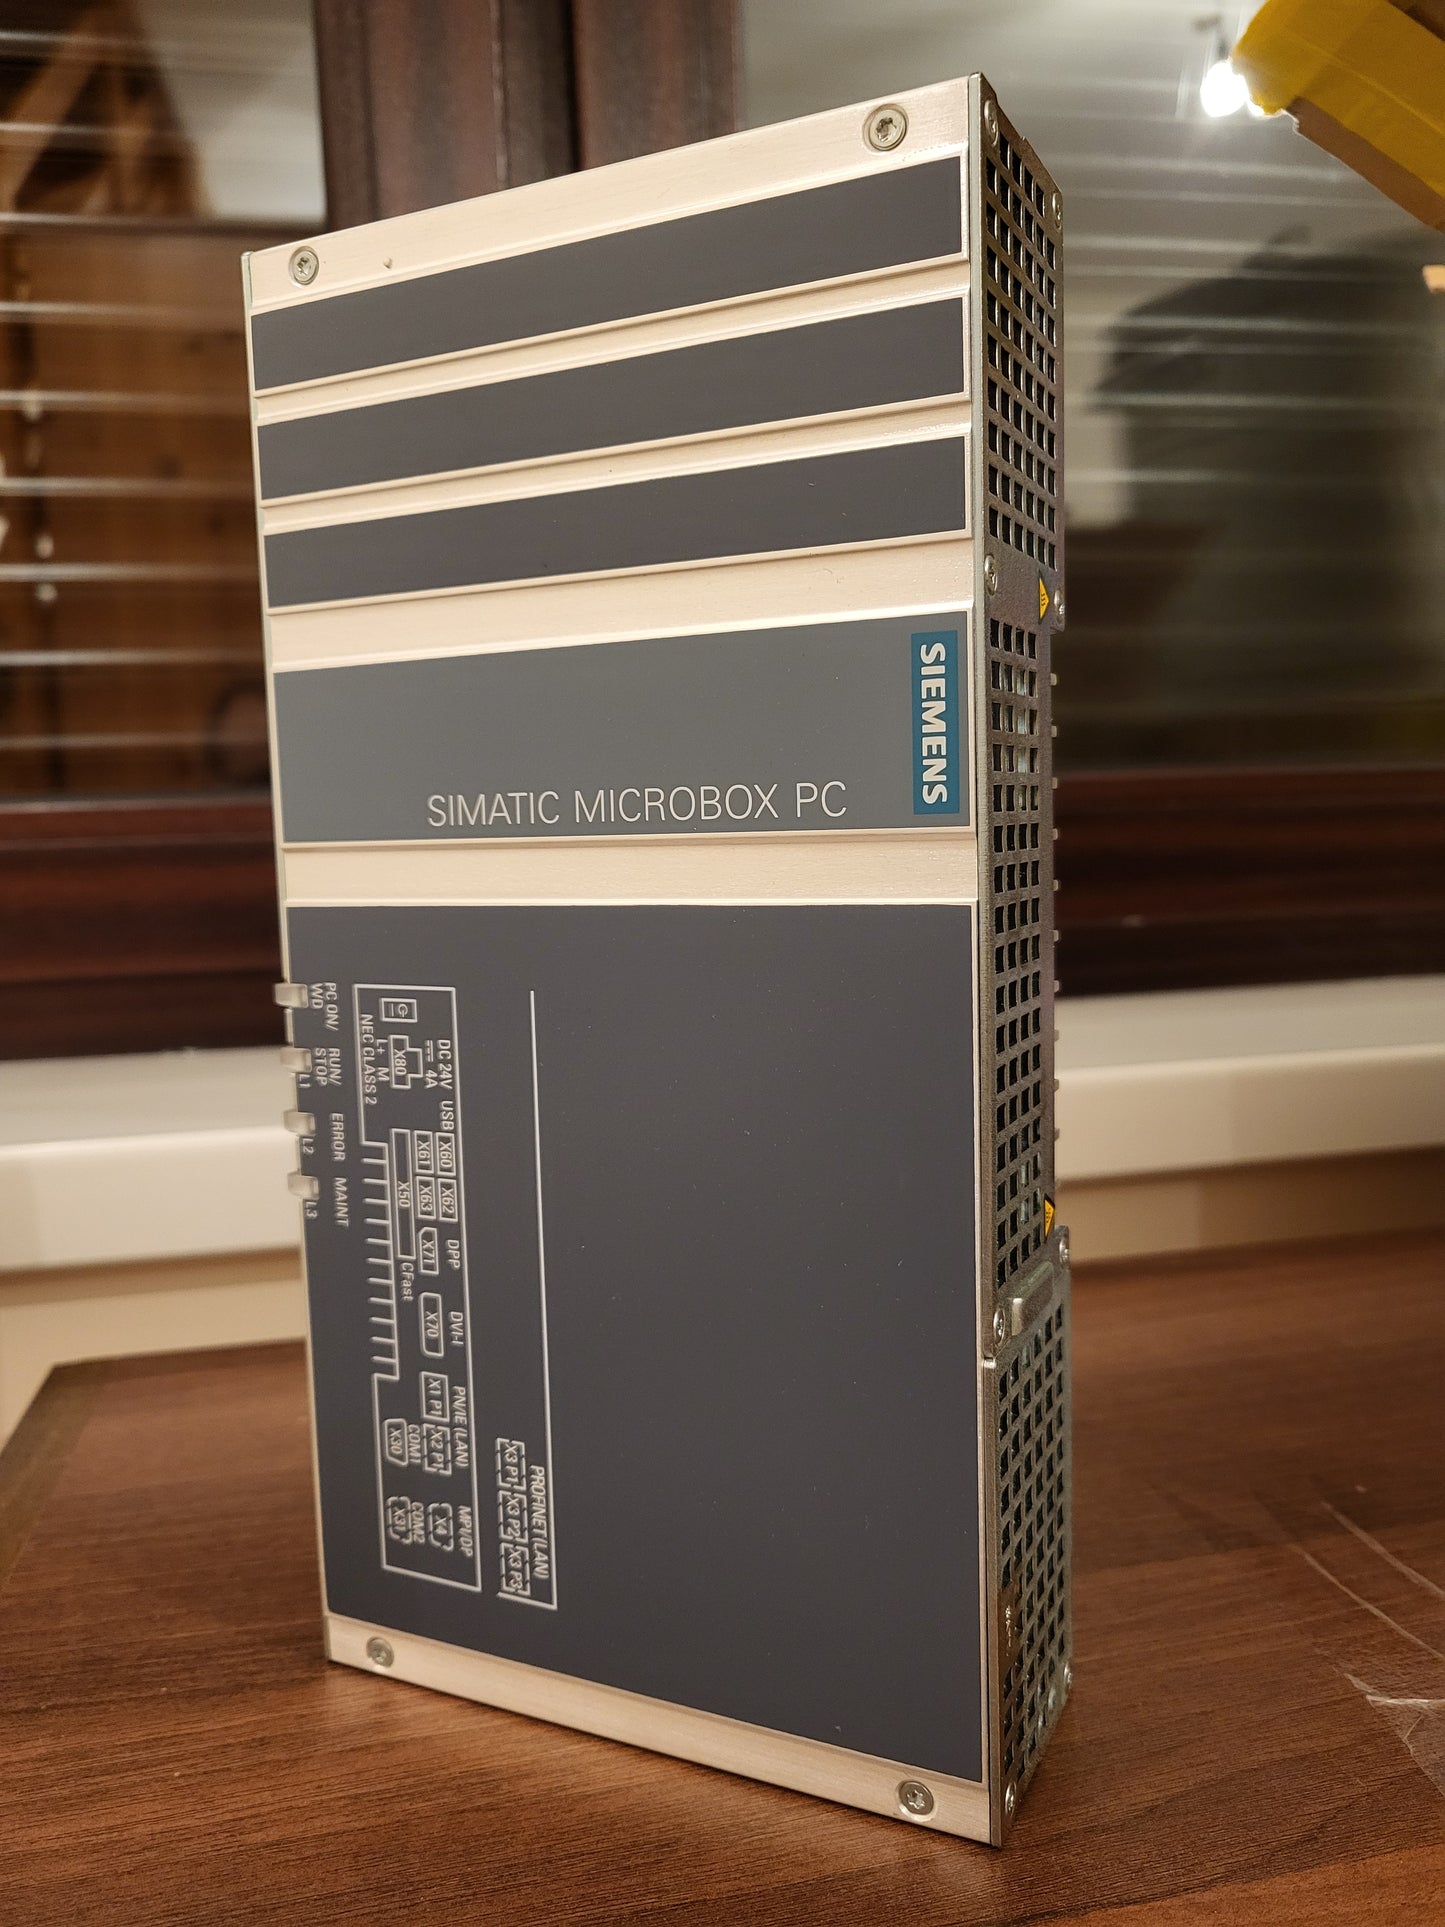 SIEMENS
SIMATIC MICROBOX PC
PC ON/
WD
RUN/
STOP
L1
ERROR
L2
MAINT
L3
DC 24V
4A
X80
L+ M
NEC CLASS 2
USB
X60
X62
X61
X63
X50
CFast
DPP
X71
DVI-I
X70
PN/IE (LAN)
X1 P1
X2 P1
COM1
X30
MPI/DP
X4
COM2
X31
PROFINET (LAN)
X3 P1
X3 P2
X3 P3